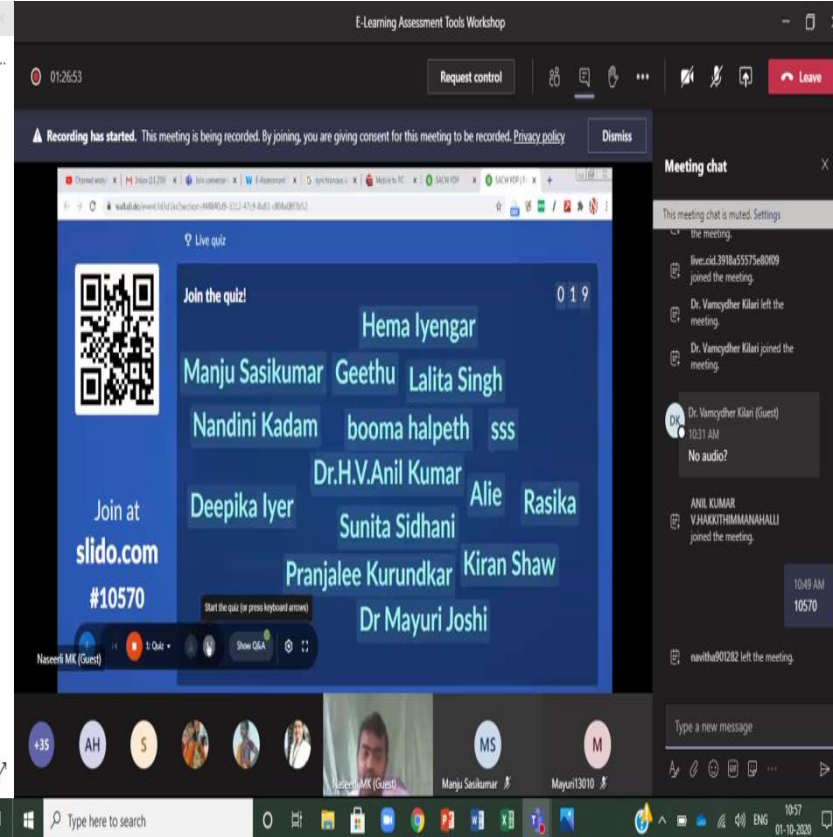 E-Learning Assessment Tools Workshop
01:26:53
Request control
Leave
Recording has started. This meeting is being recorded. By joining, you are giving consent for this meeting to be recorded. Privacy policy
Dismiss
Live quiz
Join the quiz!
0 1 9
Hema Iyengar
Manju Sasikumar Geethu Lalita Singh
Nandini Kadam booma halpeth sss
Dr.H.V.Anil Kumar
Deepika Iyer Alie Rasika
Sunita Sidhani
Pranjalee Kurundkar Kiran Shaw
Dr Mayuri Joshi
Join at
slido.com
#10570
Start the quiz (or press keyboard arrows)
1: Quiz
Show Q&A
Naseerli MK (Guest)
Meeting chat
This meeting chat is muted. Settings
the meeting.
live:.cid.3918a55575e80f09
joined the meeting.
Dr. Vamcydher Kilari left the
meeting.
Dr. Vamcydher Kilari joined the
meeting.
DK
Dr. Vamcydher Kilari (Guest)
10:31 AM
No audio?
ANIL KUMAR
V.HAKKITHIMMANAHALLI
joined the meeting.
10:49 AM
10570
navitha901282 left the meeting.
Type a new message
+35
AH
S
MS
M
MK (Guest)
Manju Sasikumar
Mayuri13010
Type here to search
ENG
10:57
01-10-2020